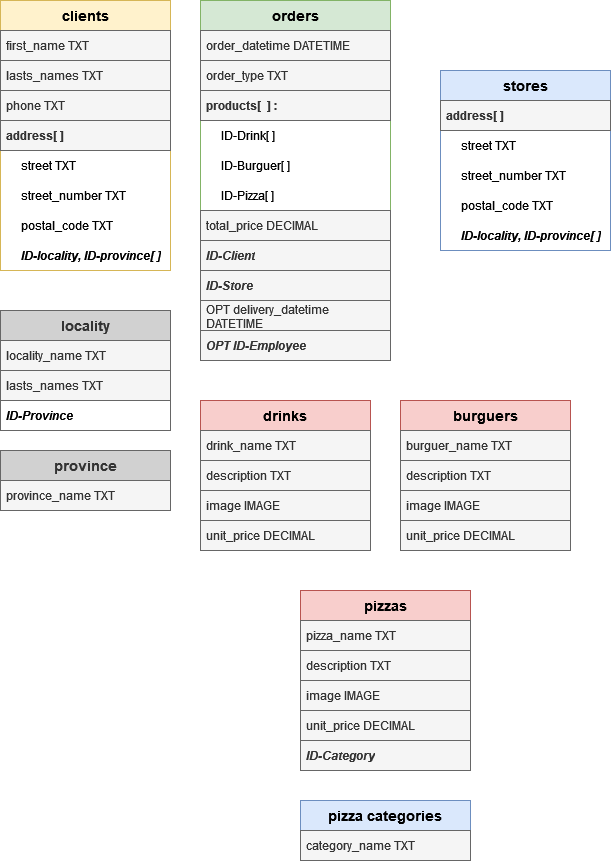 clients
first_name TXT
lasts_names TXT
phone TXT
address[ ]
street TXT
street_number TXT
postal_code TXT
ID-locality, ID-province[ ]
orders
order_datetime DATETIME
order_type TXT
products[ ] :
ID-Drink[ ]
ID-Burguer[ ]
ID-Pizza[ ]
total_price DECIMAL
ID-Client
ID-Store
OPT delivery_datetime
DATETIME
OPT ID-Employee
stores
address[ ]
street TXT
street_number TXT
postal_code TXT
ID-locality, ID-province[ ]
locality
locality_name TXT
lasts_names TXT
ID-Province
province
province_name TXT
drinks
drink_name TXT
description TXT
image IMAGE
unit_price DECIMAL
burguers
burguer_name TXT
description TXT
image IMAGE
unit_price DECIMAL
pizzas
pizza_name TXT
description TXT
image IMAGE
unit_price DECIMAL
ID-Category
pizza categories
category_name TXT